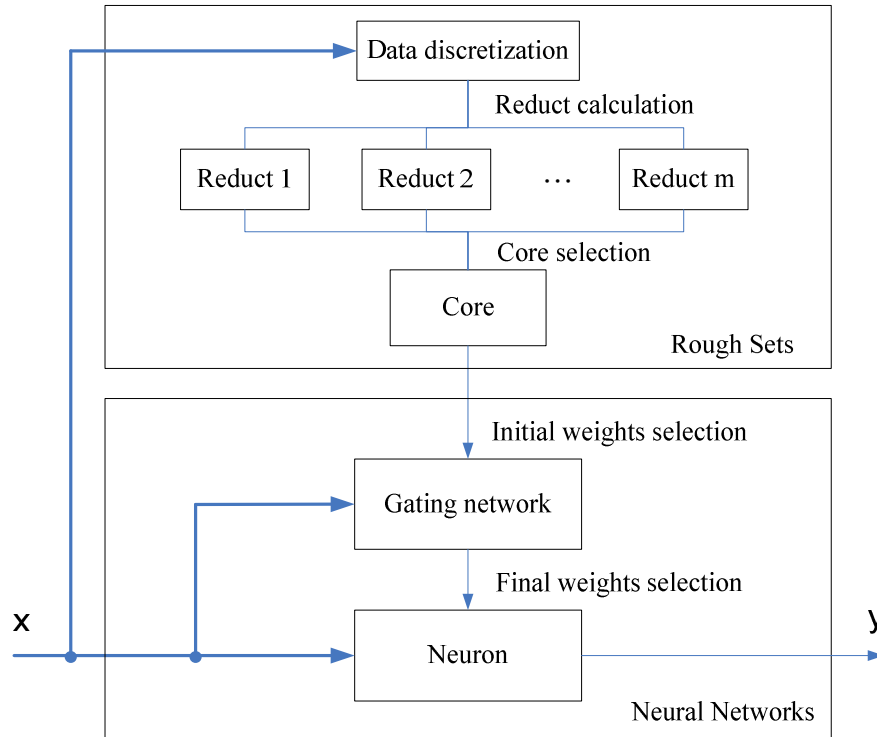 Data discretization
Reduct calculation
Reduct 1
Reduct 2
...
Reduct m
Core selection
Core
Rough Sets
Initial weights selection
Gating network
Final weights selection
x
y
Neuron
Neural Networks